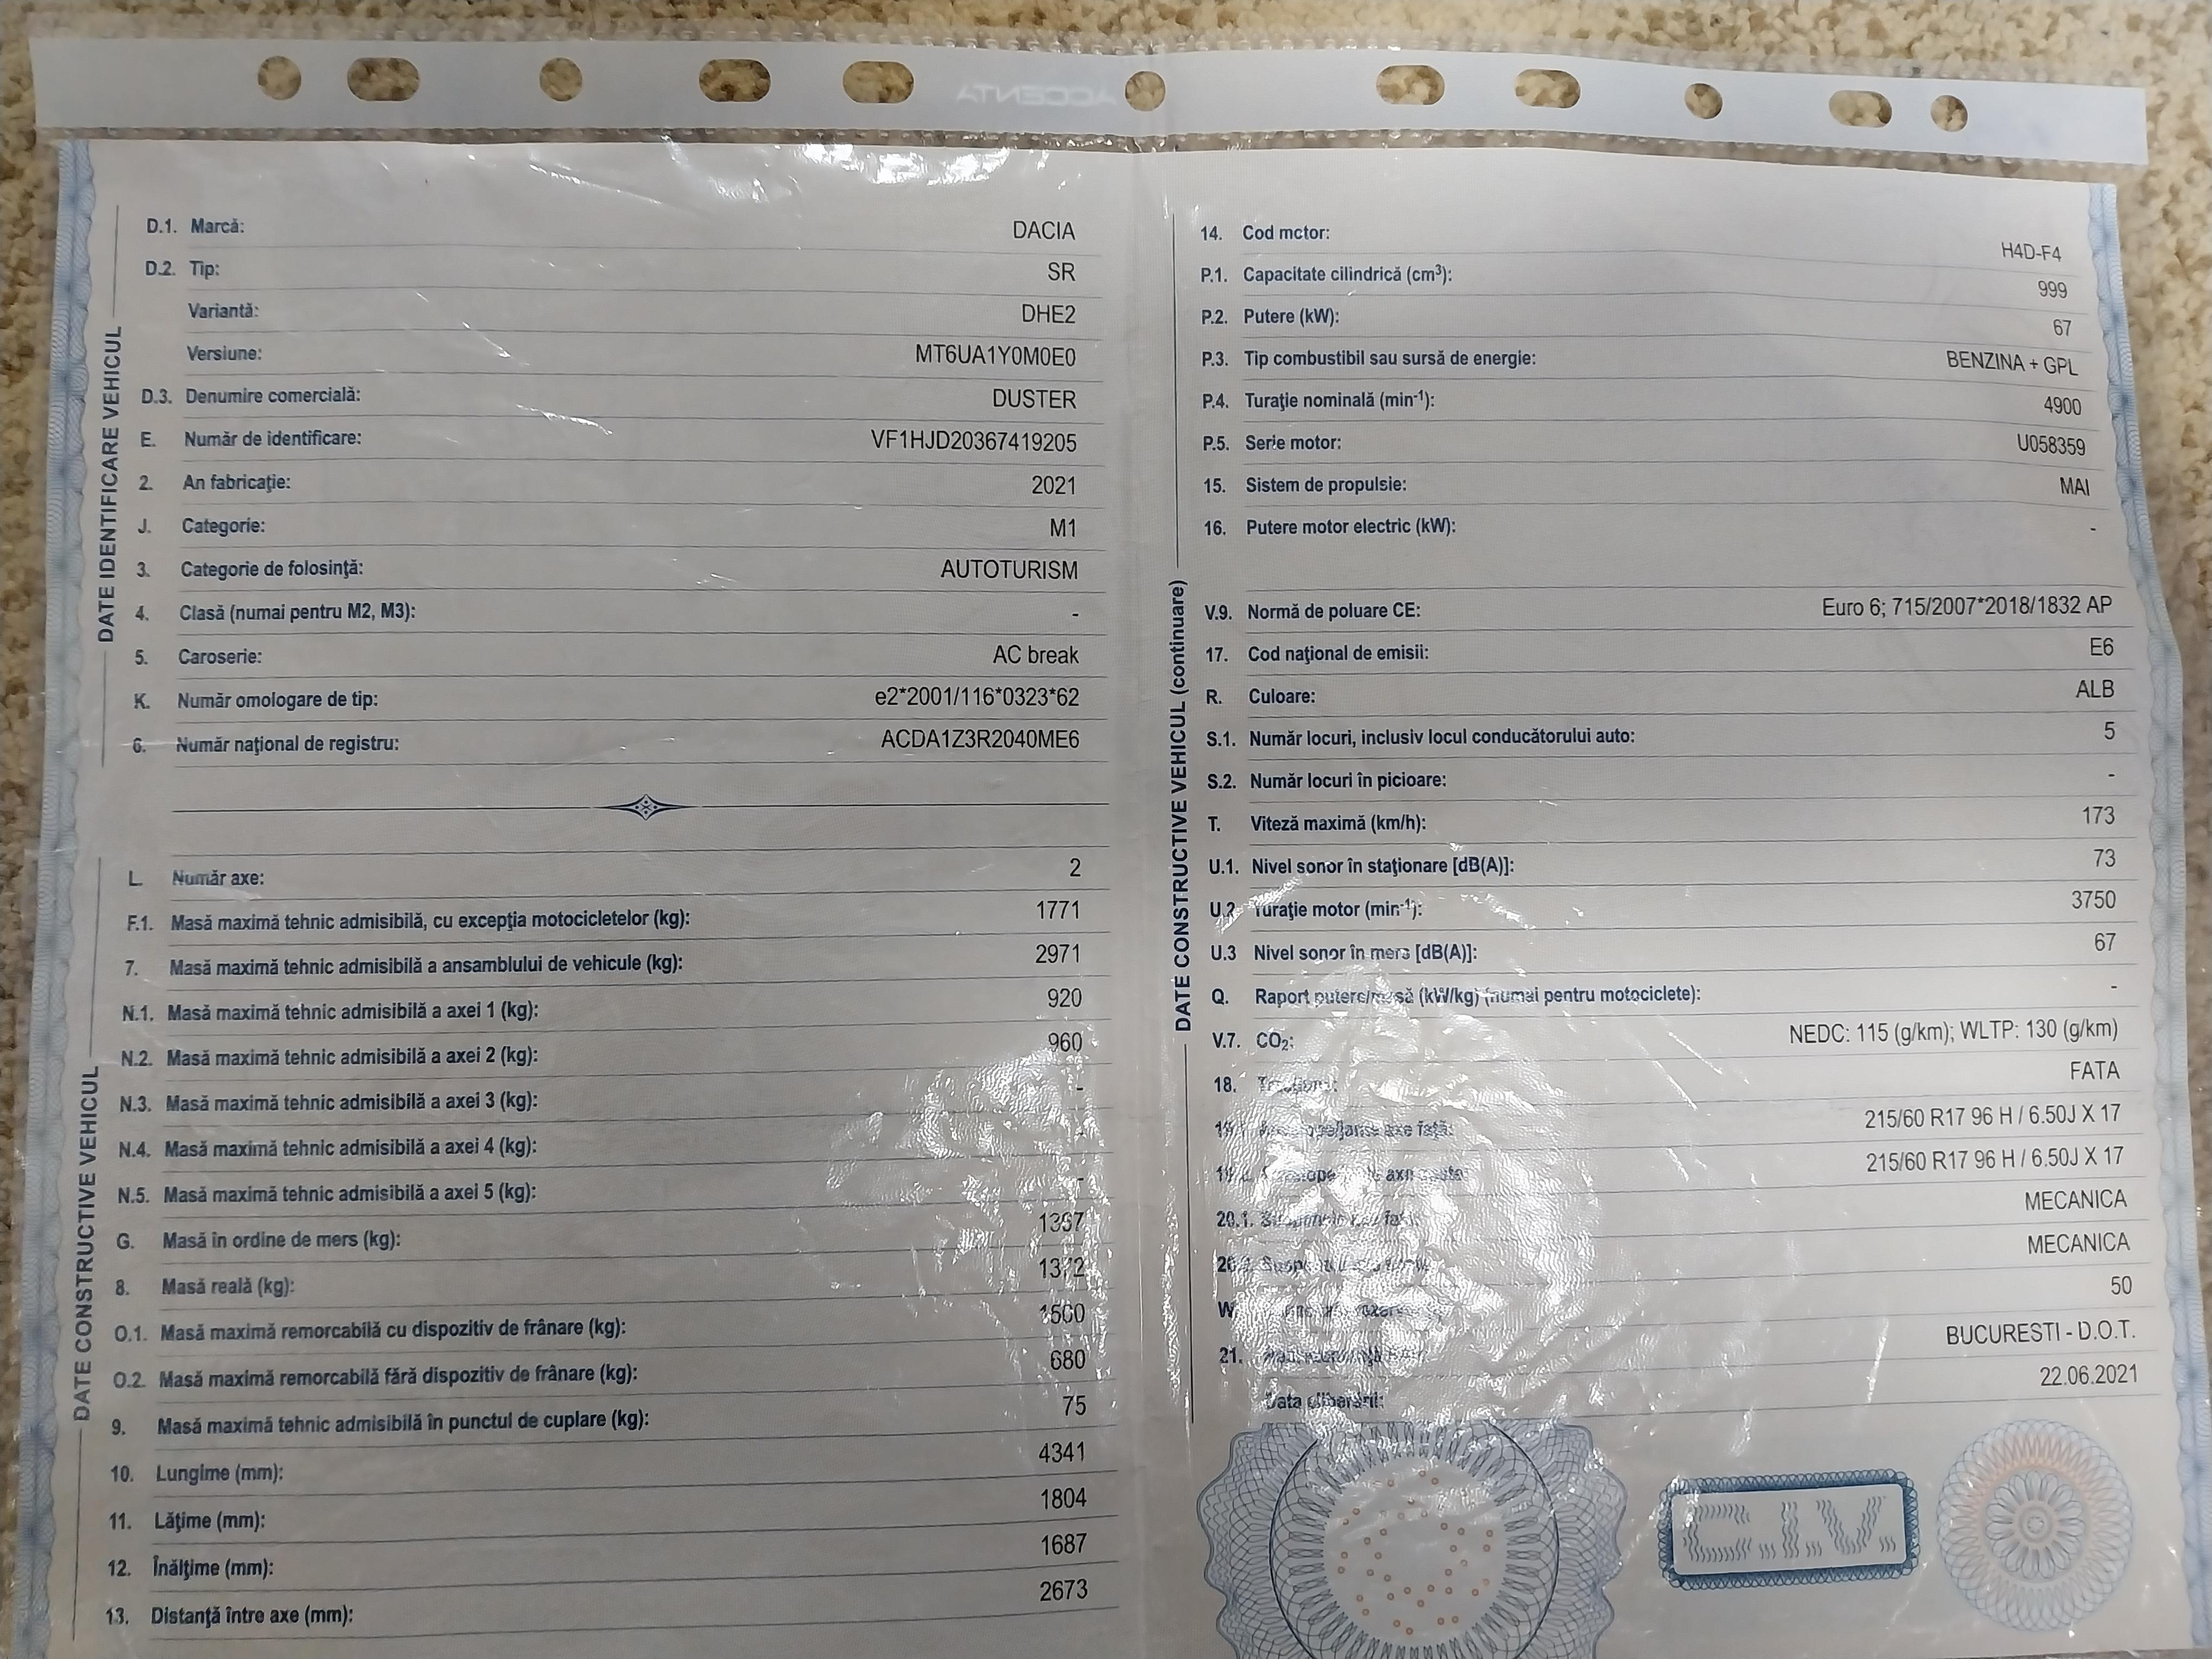 ACCENTA
DATE IDENTIFICARE VEHICUL
D.1. Marcă: DACIA
D.2. Tip: SR
Variantă: DHE2
Versiune: MT6UA1Y0M0E0
D.3. Denumire comercială: DUSTER
E. Număr de identificare: VF1HJD20367419205
2. An fabricaţie: 2021
J. Categorie: M1
3. Categorie de folosinţă: AUTOTURISM
4. Clasă (numai pentru M2, M3): -
5. Caroserie: AC break
K. Număr omologare de tip: e2*2001/116*0323*62
6. Număr naţional de registru: ACDA1Z3R2040ME6
DATE CONSTRUCTIVE VEHICUL
L. Număr axe: 2
F.1. Masă maximă tehnic admisibilă, cu excepţia motocicletelor (kg): 1771
7. Masă maximă tehnic admisibilă a ansamblului de vehicule (kg): 2971
N.1. Masă maximă tehnic admisibilă a axei 1 (kg): 920
N.2. Masă maximă tehnic admisibilă a axei 2 (kg): 960
N.3. Masă maximă tehnic admisibilă a axei 3 (kg): -
N.4. Masă maximă tehnic admisibilă a axei 4 (kg): -
N.5. Masă maximă tehnic admisibilă a axei 5 (kg): -
G. Masă în ordine de mers (kg):
8. Masă reală (kg): 1372
O.1. Masă maximă remorcabilă cu dispozitiv de frânare (kg):
O.2. Masă maximă remorcabilă fără dispozitiv de frânare (kg): 680
9. Masă maximă tehnic admisibilă în punctul de cuplare (kg): 75
10. Lungime (mm): 4341
11. Lăţime (mm): 1804
12. Înălţime (mm): 1687
13. Distanţă între axe (mm): 2673
DATE CONSTRUCTIVE VEHICUL (continuare)
14. Cod motor: H4D-F4
P.1. Capacitate cilindrică (cm³): 999
P.2. Putere (kW): 67
P.3. Tip combustibil sau sursă de energie: BENZINA + GPL
P.4. Turaţie nominală (min⁻¹): 4900
P.5. Serie motor: U058359
15. Sistem de propulsie: MAI
16. Putere motor electric (kW): -
V.9. Normă de poluare CE: Euro 6; 715/2007*2018/1832 AP
17. Cod naţional de emisii: E6
R. Culoare: ALB
S.1. Număr locuri, inclusiv locul conducătorului auto: 5
S.2. Număr locuri în picioare: -
T. Viteză maximă (km/h): 173
U.1. Nivel sonor în staţionare [dB(A)]: 73
U.2 Turaţie motor (min⁻¹): 3750
U.3 Nivel sonor în mers [dB(A)]: 67
Q. Raport putere/masă (kW/kg) (numai pentru motociclete): -
V.7. CO₂: NEDC: 115 (g/km); WLTP: 130 (g/km)
18. FATA
axe faţă: 215/60 R17 96 H / 6.50J X 17
215/60 R17 96 H / 6.50J X 17
20.1. MECANICA
MECANICA
W 50
21. BUCURESTI - D.O.T.
Data eliberării: 22.06.2021
C.I.V.